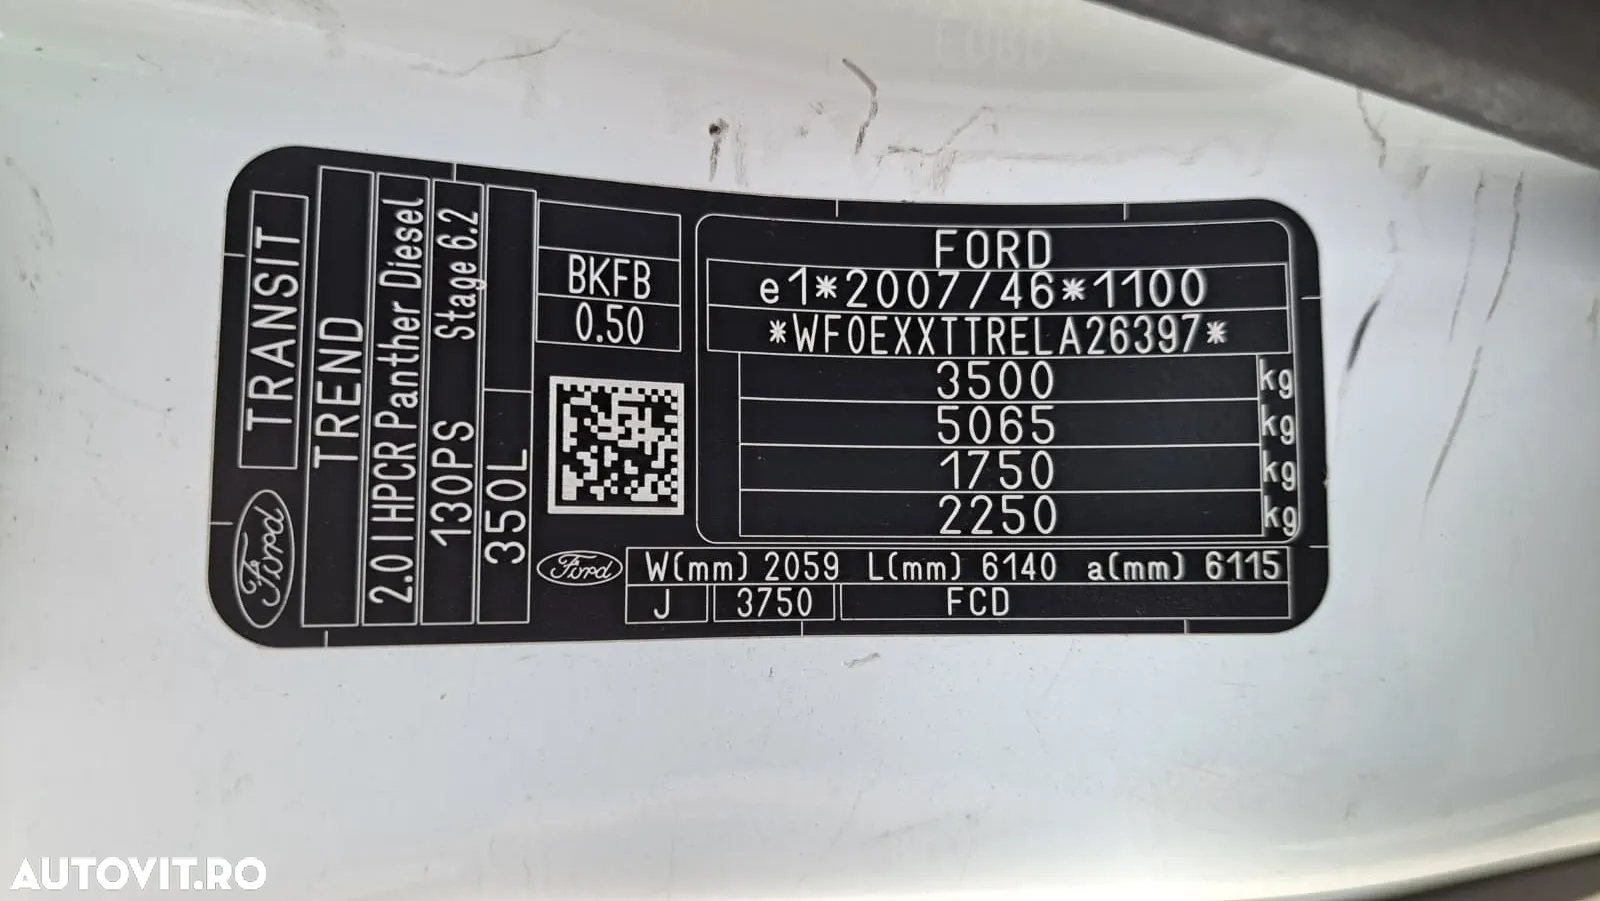 TRANSIT
TREND
2.0 l HPCR Panther Diesel
130PS Stage 6.2
350L
Ford
BKFB
0.50
FORD
e1*2007/46*1100
*WF0EXXTTRELA26397*
3500 kg
5065 kg
1750 kg
2250 kg
Ford
W(mm) 2059 L(mm) 6140 a(mm) 6115
J 3750 FCD
AUTOVIT.RO